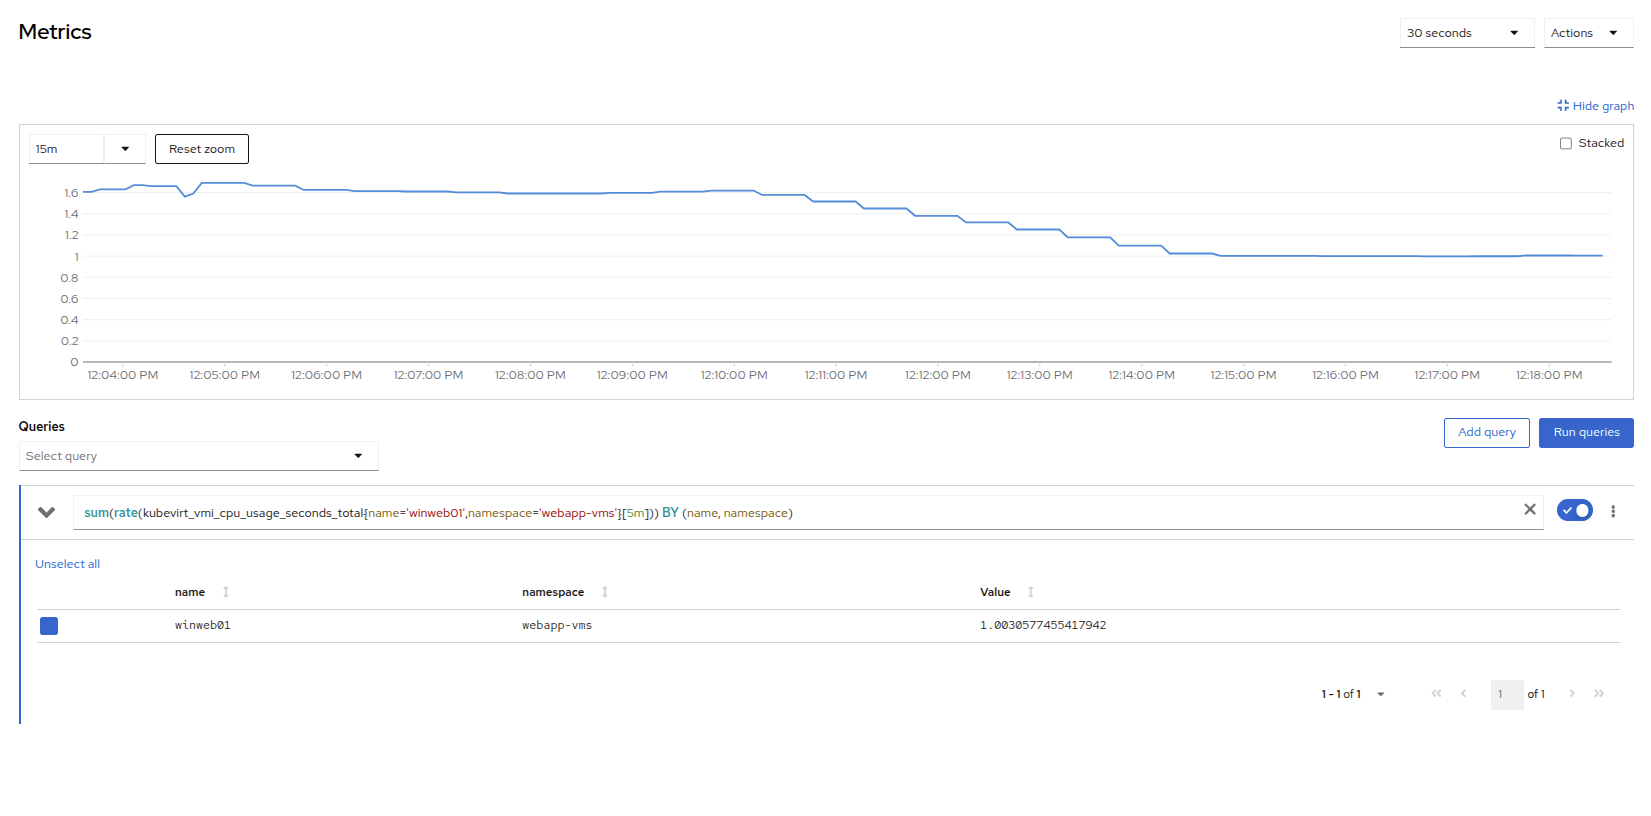 Metrics
30 seconds
Actions
Hide graph
15m
Reset zoom
Stacked
1.6
1.4
1.2
1
0.8
0.6
0.4
0.2
0
12:04:00 PM 12:05:00 PM 12:06:00 PM 12:07:00 PM 12:08:00 PM 12:09:00 PM 12:10:00 PM 12:11:00 PM 12:12:00 PM 12:13:00 PM 12:14:00 PM 12:15:00 PM 12:16:00 PM 12:17:00 PM 12:18:00 PM
Queries
Add query
Run queries
Select query
sum(rate(kubevirt_vmi_cpu_usage_seconds_total{name='winweb01',namespace='webapp-vms'}[5m])) BY (name, namespace)
Unselect all
name namespace Value
winweb01 webapp-vms 1.0030577455417942
1 - 1 of 1
1 of 1